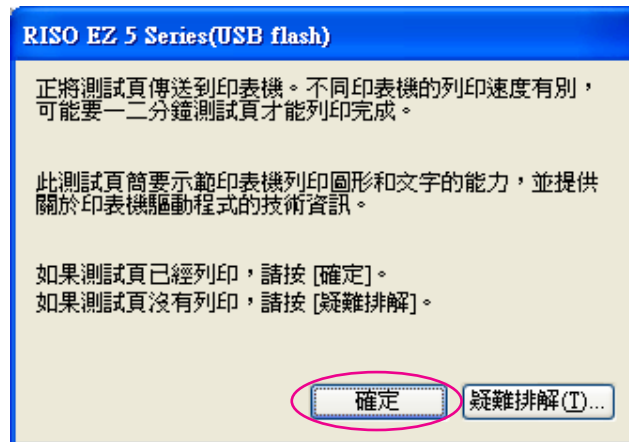 RISO EZ 5 Series(USB flash)
正將測試頁傳送到印表機。不同印表機的列印速度有別，
可能要一二分鐘測試頁才能列印完成。
此測試頁簡要示範印表機列印圖形和文字的能力，並提供
關於印表機驅動程式的技術資訊。
如果測試頁已經列印，請按 [確定]。
如果測試頁沒有列印，請按 [疑難排解]。
確定
疑難排解(T)...